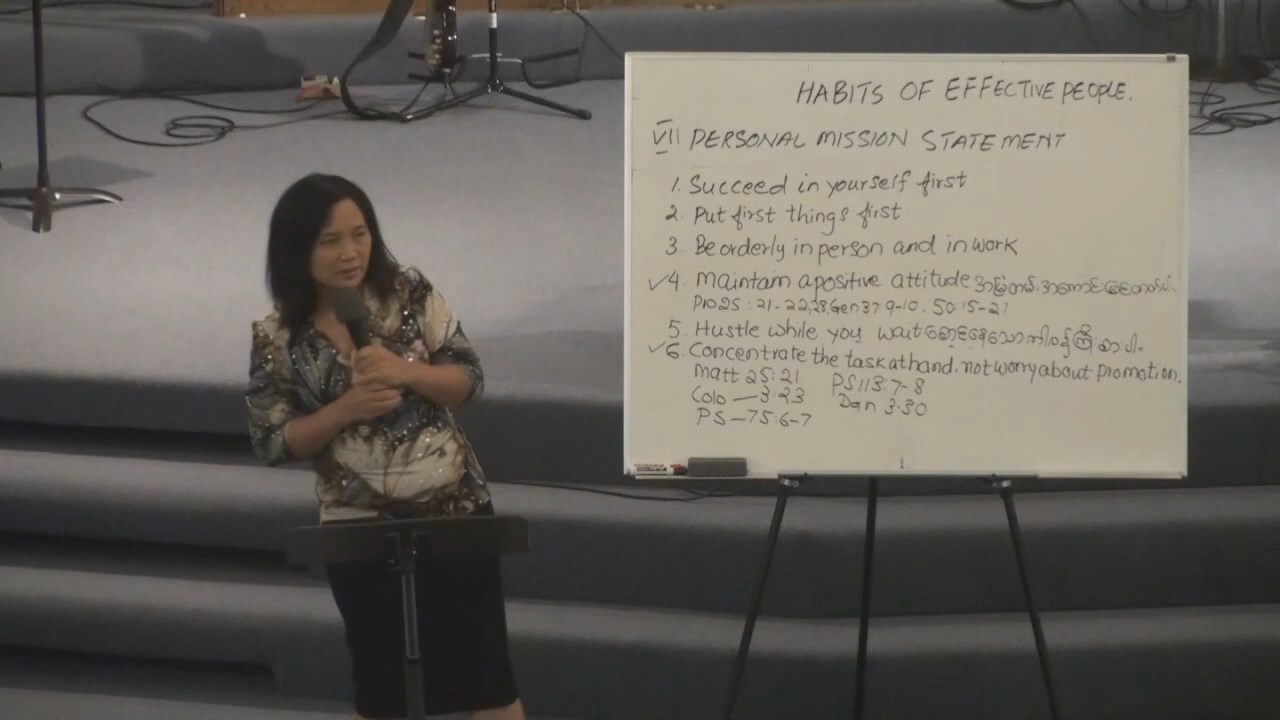 HABITS OF EFFECTIVE PEOPLE.
VII PERSONAL MISSION STATEMENT
1. Succeed in yourself first
2. Put first things first
3. Be orderly in person and in work
✓4. Maintain a positive attitude
Pro 25:21-22,28, Gen 37:9-10. 50:15-21
5. Hustle while you wait
✓6. Concentrate the task at hand. not worry about promotion.
Matt 25:21 PS 113:7-8
Colo — 3:23 Dan 3:30
PS — 75:6-7